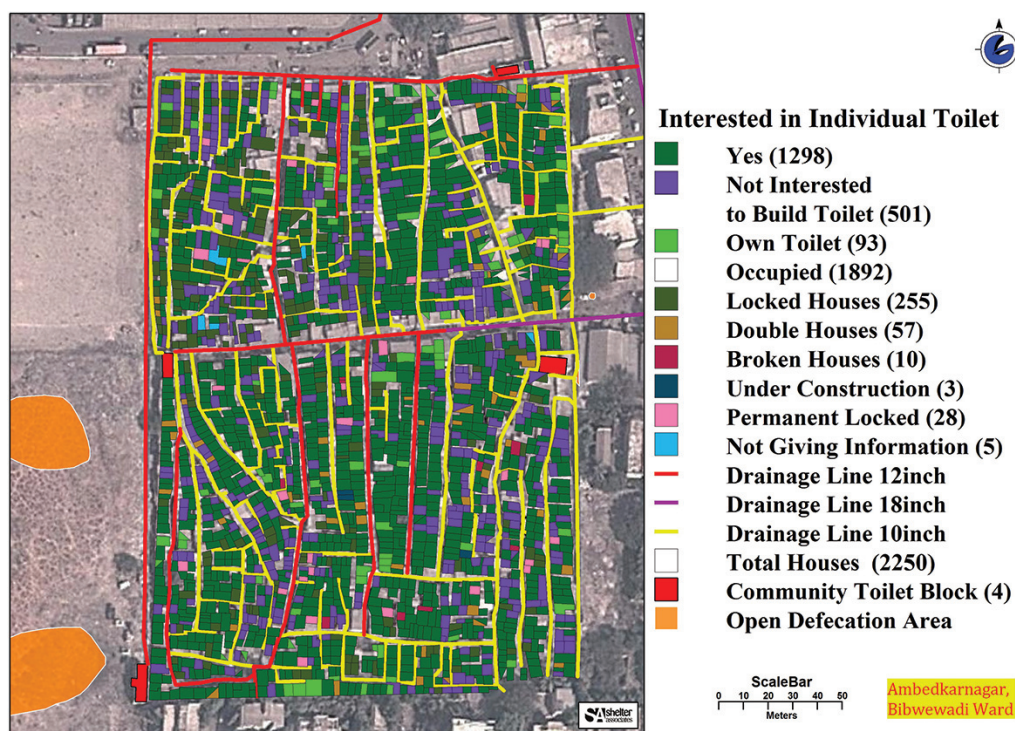 Interested in Individual Toilet
Yes (1298)
Not Interested
to Build Toilet (501)
Own Toilet (93)
Occupied (1892)
Locked Houses (255)
Double Houses (57)
Broken Houses (10)
Under Construction (3)
Permanent Locked (28)
Not Giving Information (5)
Drainage Line 12inch
Drainage Line 18inch
Drainage Line 10inch
Total Houses (2250)
Community Toilet Block (4)
Open Defecation Area
ScaleBar
0 10 20 30 40 50
Meters
Ambedkarnagar,
Bibwewadi Ward
SA shelter
associates